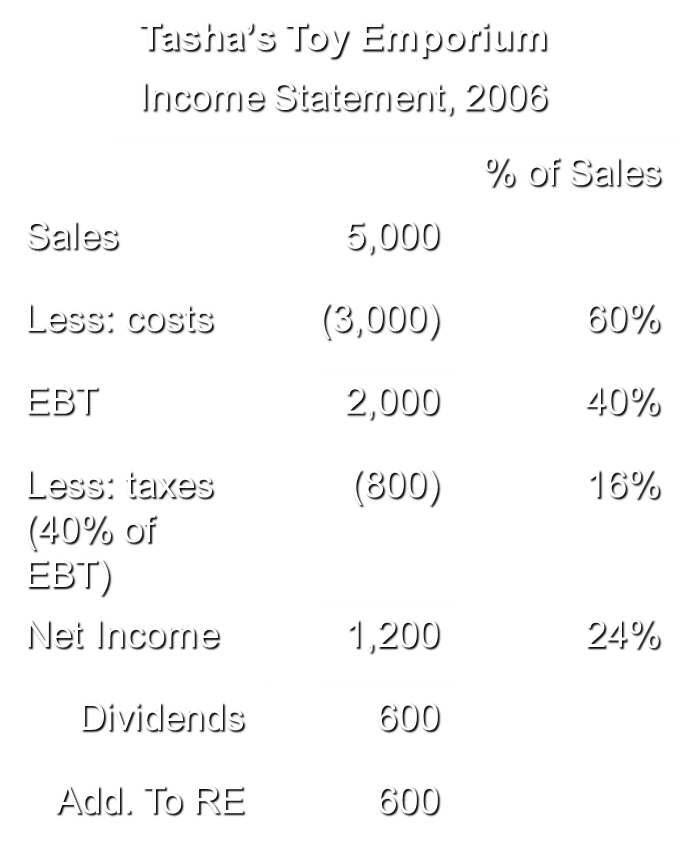 Tasha’s Toy Emporium
Income Statement, 2006
% of Sales
Sales 5,000
Less: costs (3,000) 60%
EBT 2,000 40%
Less: taxes (800) 16%
(40% of
EBT)
Net Income 1,200 24%
Dividends 600
Add. To RE 600